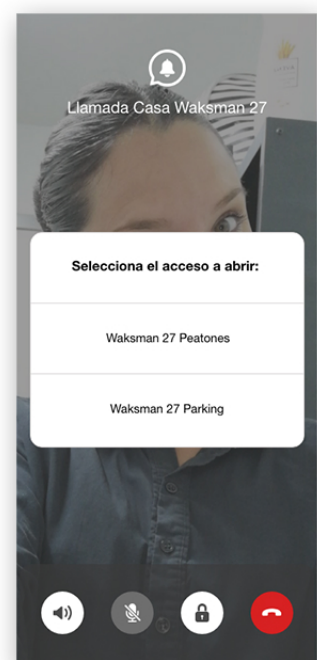 Llamada Casa Waksman 27
Selecciona el acceso a abrir:
Waksman 27 Peatones
Waksman 27 Parking